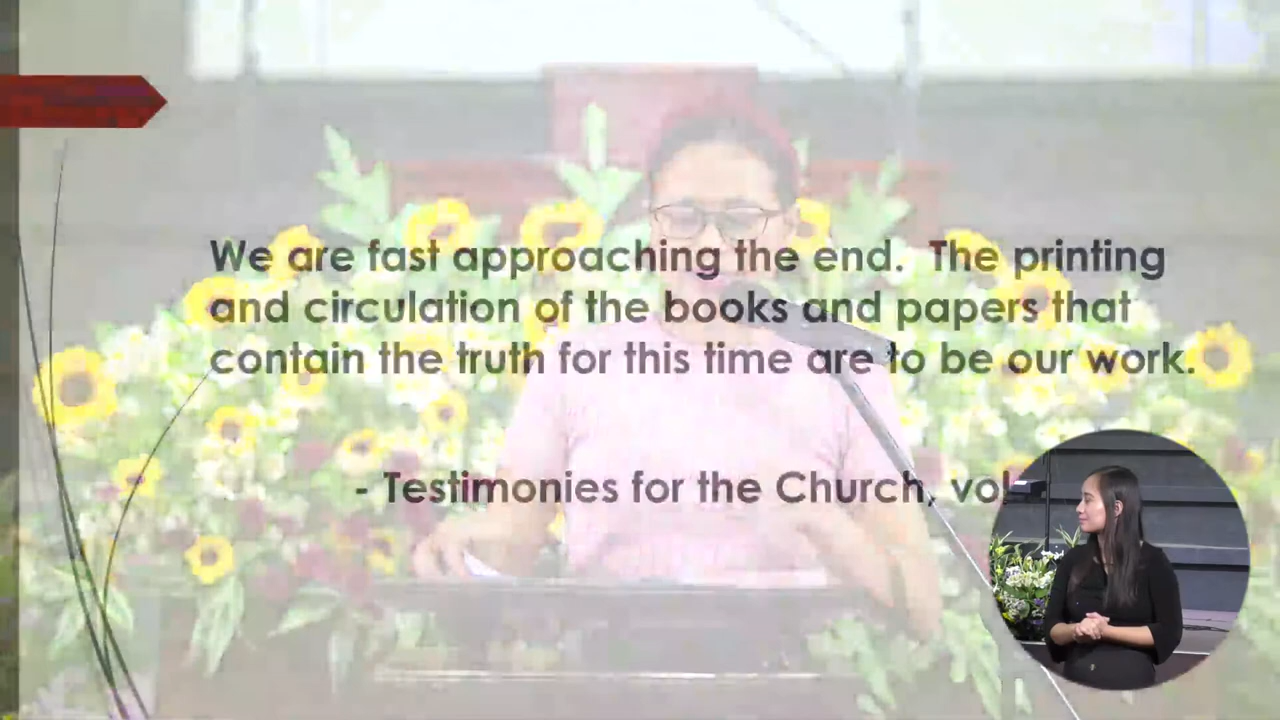 We are fast approaching the end. The printing
and circulation of the books and papers that
contain the truth for this time are to be our work.
- Testimonies for the Church, vol